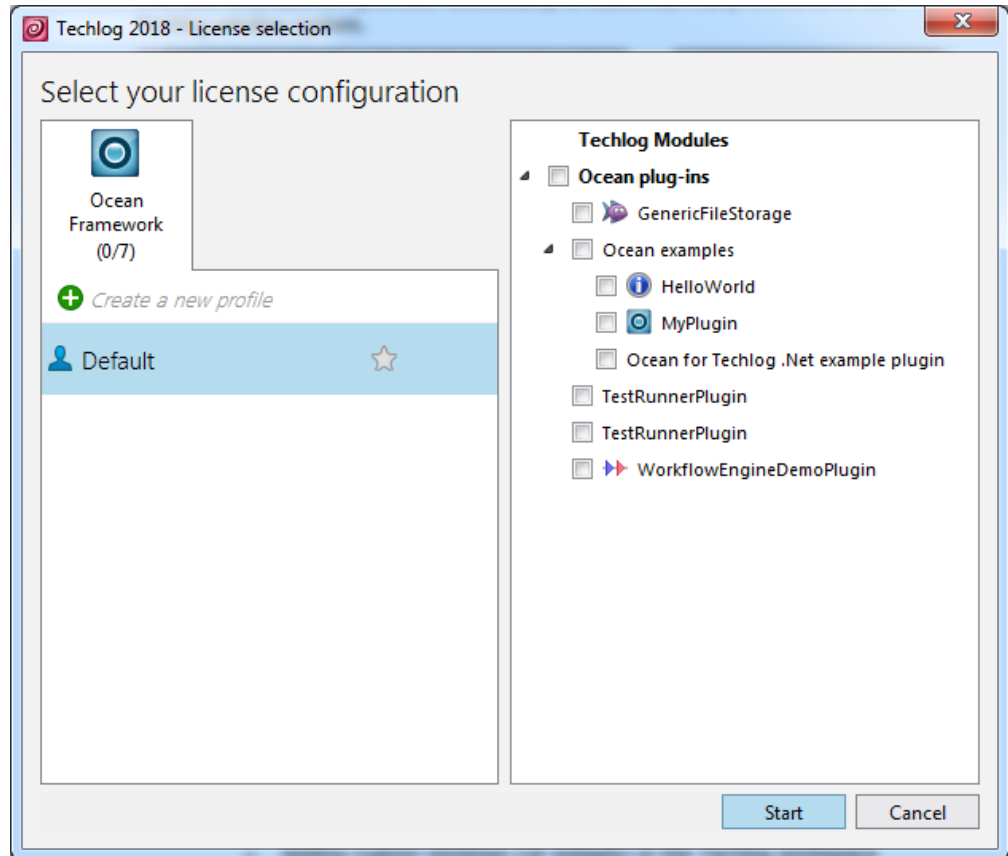 Techlog 2018 - License selection
Select your license configuration
Ocean
Framework
(0/7)
Create a new profile
Default
Techlog Modules
Ocean plug-ins
GenericFileStorage
Ocean examples
HelloWorld
MyPlugin
Ocean for Techlog .Net example plugin
TestRunnerPlugin
TestRunnerPlugin
WorkflowEngineDemoPlugin
Start
Cancel